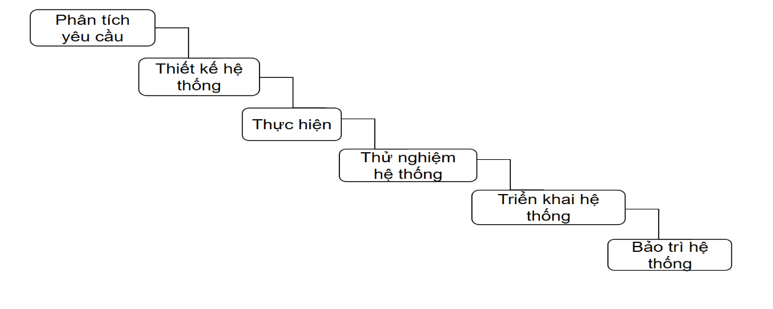 Phân tích
yêu cầu
Thiết kế hệ
thống
Thực hiện
Thử nghiệm
hệ thống
Triển khai hệ
thống
Bảo trì hệ
thống